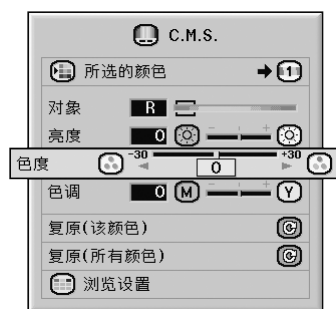 C.M.S.
所选的颜色 1
对象 R
亮度 0 - +
色度 -30 0 +30
色调 0 M - + Y
复原(该颜色)
复原(所有颜色)
浏览设置